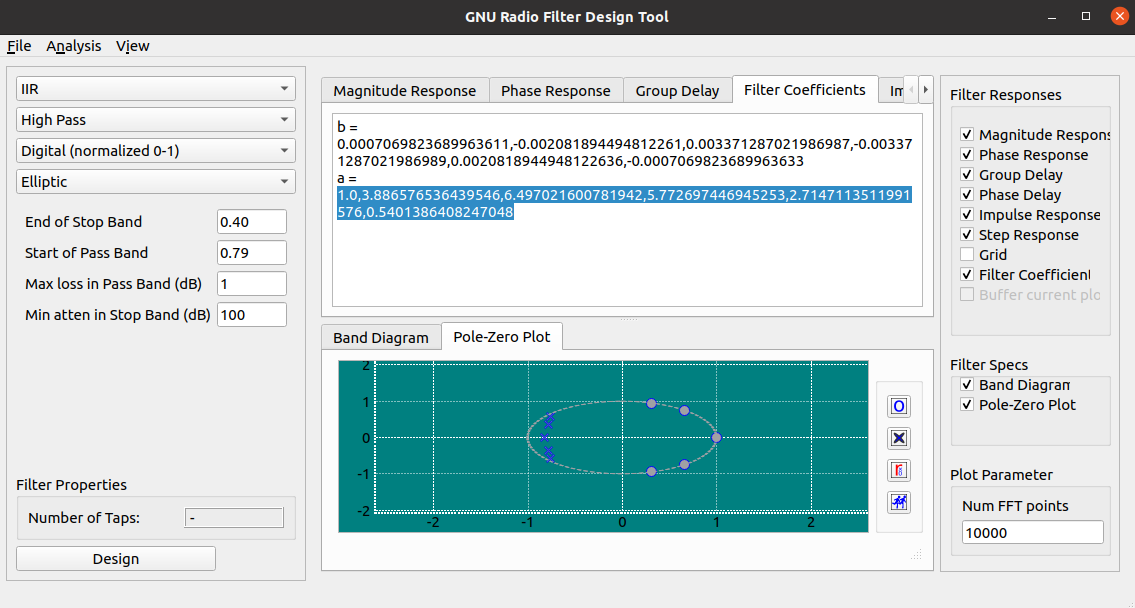 GNU Radio Filter Design Tool
File Analysis View
IIR
High Pass
Digital (normalized 0-1)
Elliptic
End of Stop Band 0.40
Start of Pass Band 0.79
Max loss in Pass Band (dB) 1
Min atten in Stop Band (dB) 100
Filter Properties
Number of Taps: -
Design
Magnitude Response Phase Response Group Delay Filter Coefficients
b =
0.0007069823689963611,-0.002081894494812261,0.003371287021986987,-0.00337
1287021986989,0.0020818944948122636,-0.0007069823689963633
a =
1.0,3.886576536439546,6.497021600781942,5.772697446945253,2.7147113511991
576,0.5401386408247048
Band Diagram Pole-Zero Plot
2
1
0
-1
-2
-2 -1 0 1 2
Filter Responses
Magnitude Respons
Phase Response
Group Delay
Phase Delay
Impulse Response
Step Response
Grid
Filter Coefficient
Buffer current plo
Filter Specs
Band Diagram
Pole-Zero Plot
Plot Parameter
Num FFT points
10000